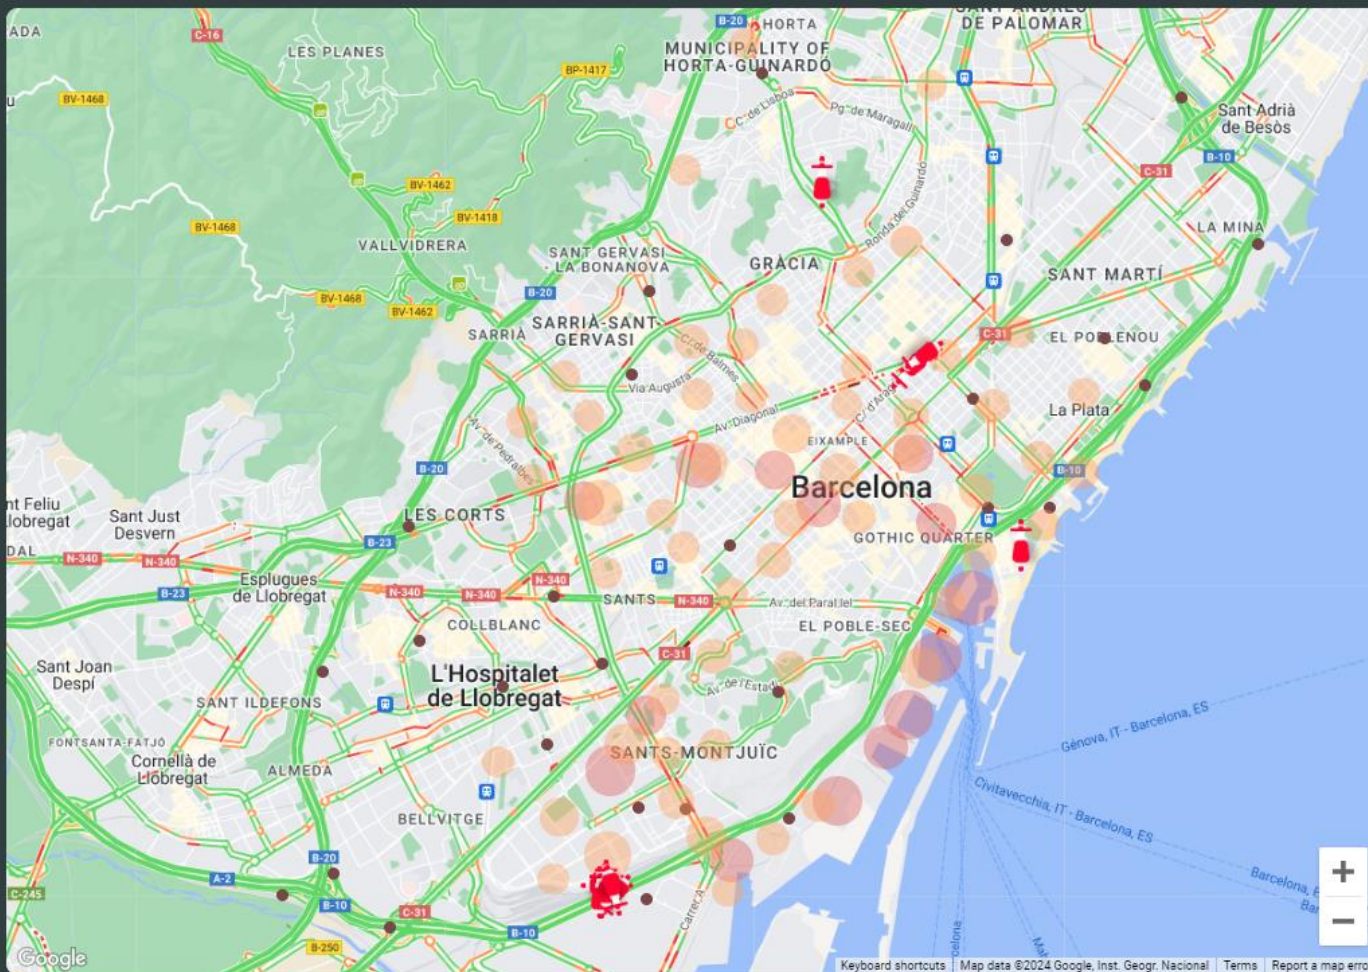 ADA
C-16
LES PLANES
B-20
HORTA
MUNICIPALITY OF
HORTA-GUINARDÓ
SANT ANDREU
DE PALOMAR
BP-1417
u
BV-1468
C. de Lisboa
Pg. de Maragall
Sant Adrià
de Besòs
B-10
C-31
BV-1462
BV-1418
BV-1468
VALLVIDRERA
Ronda del Guinardó
LA MINA
SANT GERVASI
- LA BONANOVA
GRÀCIA
SANT MARTÍ
B-20
BV-1468
BV-1462
SARRIÀ
SARRIÀ-SANT
GERVASI
C-31
EL POBLENOU
C/ de Balmes
Via Augusta
C/ d'Aragó
La Plata
Av. Diagonal
Av. de Pedralbes
EIXAMPLE
B-20
B-10
Barcelona
nt Feliu
Llobregat
Sant Just
Desvern
LES CORTS
GOTHIC QUARTER
B-23
DAL
N-340
N-340
Esplugues
de Llobregat
B-23
N-340
N-340
N-340
SANTS
N-340
Av. del Paral·lel
COLLBLANC
EL POBLE-SEC
C-31
Sant Joan
Despí
L'Hospitalet
de Llobregat
Av. de l'Estadi
SANT ILDEFONS
Gènova, IT - Barcelona, ES
FONTSANTA-FATJÓ
Cornellà de
Llobregat
ALMEDA
SANTS-MONTJUÏC
Civitavecchia, IT - Barcelona, ES
BELLVITGE
B-20
A-2
C-245
B-10
C-31
B-10
B-250
Carrer A
Barcelona, E
Bar
celona
Mah
Google
+
−
Keyboard shortcuts
Map data ©2024 Google, Inst. Geogr. Nacional
Terms
Report a map erro